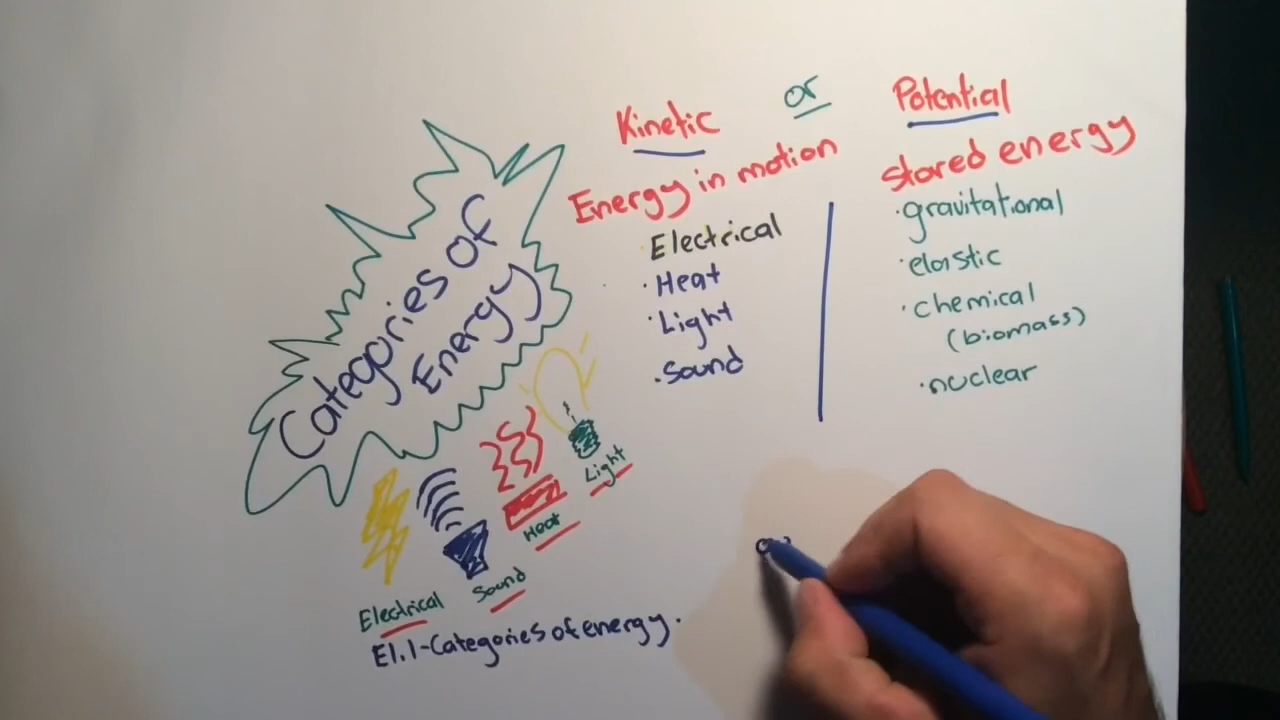 Categories of
Energy
Kinetic or Potential
Energy in motion
stored energy
Electrical
· Heat
· Light
· Sound
· gravitational
· elastic
· chemical
(biomass)
· nuclear
Electrical
Sound
Heat
Light
E1.1-Categories of energy.